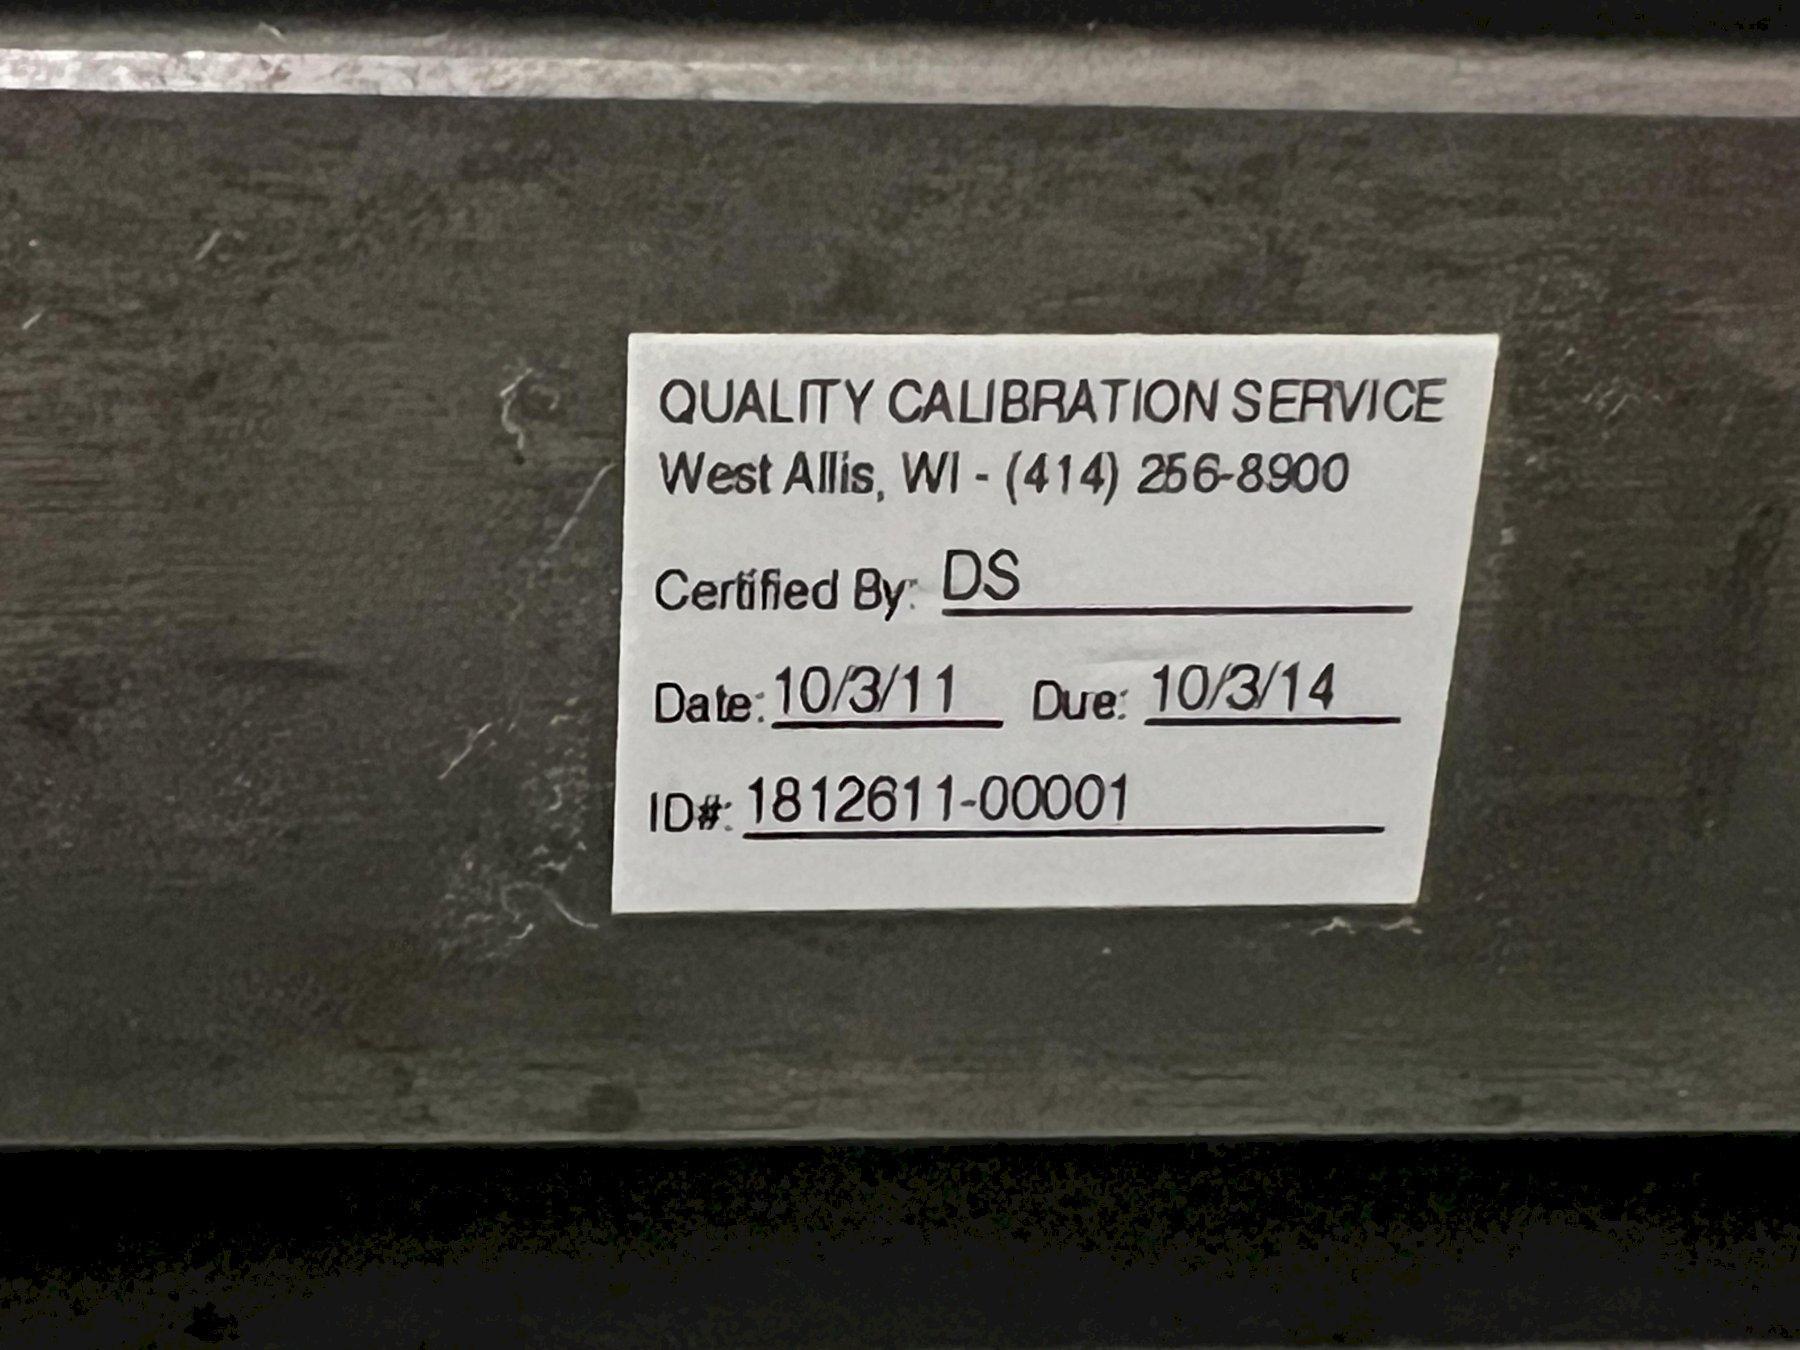 QUALITY CALIBRATION SERVICE
West Allis, WI - (414) 256-8900
Certified By: DS
Date: 10/3/11 Due: 10/3/14
ID#: 1812611-00001